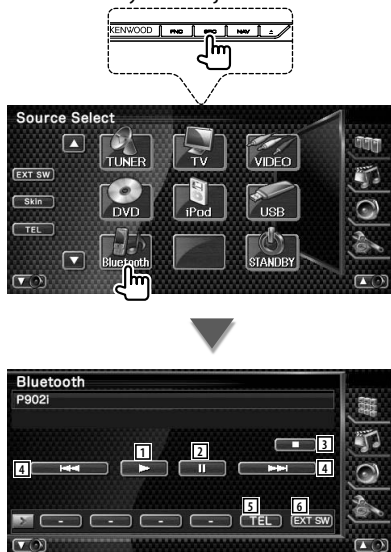 KENWOOD FNC SRC NAV
Source Select
TUNER TV VIDEO
EXT SW
Skin
DVD iPod USB
TEL
Bluetooth STANDBY
Bluetooth
P902i
1 2 3
4 4
5 6
- - - - TEL EXT SW